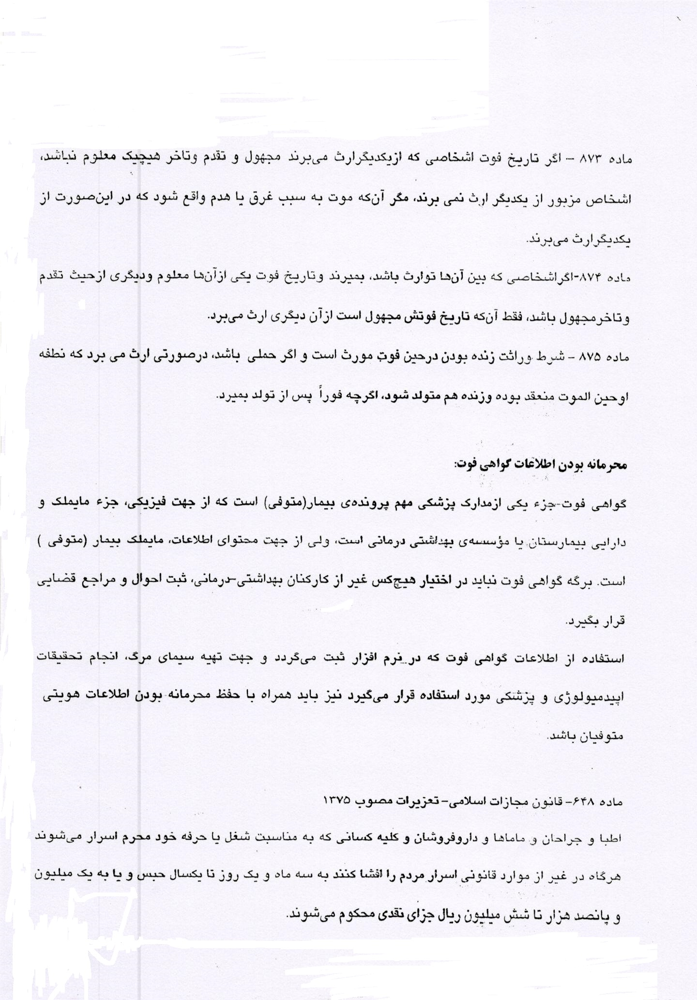 ماده ۸۷۳ - اگر تاریخ فوت اشخاصی که ازیکدیگرارث می‌برند مجهول و تقدم وتاخر هیچیک معلوم نباشد،
اشخاص مزبور از یکدیگر ارث نمی برند، مگر آن‌که موت به سبب غرق یا هدم واقع شود که در این‌صورت از
یکدیگرارث می‌برند.
ماده ۸۷۴-اگراشخاصی که بین آن‌ها توارث باشد، بمیرند وتاریخ فوت یکی ازآن‌ها معلوم ودیگری ازحیث تقدم
وتاخرمجهول باشد، فقط آن‌که تاریخ فوتش مجهول است ازآن دیگری ارث می‌برد.
ماده ۸۷۵ - شرط وراثت زنده بودن درحین فوت مورث است و اگر حملی باشد، درصورتی ارث می برد که نطفه
اوحین الموت منعقد بوده وزنده هم متولد شود، اگرچه فوراً پس از تولد بمیرد.
محرمانه بودن اطلاعات گواهی فوت:
گواهی فوت جزء یکی ازمدارک پزشکی مهم پرونده‌ی بیمار(متوفی) است که از جهت فیزیکی، جزء مایملک و
دارایی بیمارستان یا مؤسسه‌ی بهداشتی درمانی است، ولی از جهت محتوای اطلاعات، مایملک بیمار (متوفی )
است. برگه گواهی فوت نباید در اختیار هیچ‌کس غیر از کارکنان بهداشتی-درمانی، ثبت احوال و مراجع قضایی
قرار بگیرد.
استفاده از اطلاعات گواهی فوت که در نرم افزار ثبت می‌گردد و جهت تهیه سیمای مرگ، انجام تحقیقات
اپیدمیولوژی و پزشکی مورد استفاده قرار می‌گیرد نیز باید همراه با حفظ محرمانه بودن اطلاعات هویتی
متوفیان باشد.
ماده ۶۴۸- قانون مجازات اسلامی- تعزیرات مصوب ۱۳۷۵
اطبا و جراحان و ماماها و داروفروشان و کلیه کسانی که به مناسبت شغل یا حرفه خود محرم اسرار می‌شوند
هرگاه در غیر از موارد قانونی اسرار مردم را افشا کنند به سه ماه و یک روز تا یکسال حبس و یا به یک میلیون
و پانصد هزار تا شش میلیون ریال جزای نقدی محکوم می‌شوند.